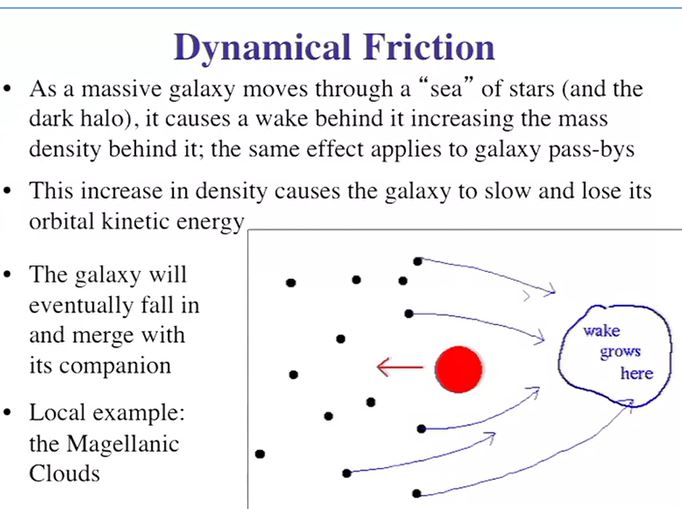 Dynamical Friction
• As a massive galaxy moves through a “sea” of stars (and the
dark halo), it causes a wake behind it increasing the mass
density behind it; the same effect applies to galaxy pass-bys
• This increase in density causes the galaxy to slow and lose its
orbital kinetic energy
• The galaxy will
eventually fall in
and merge with
its companion
• Local example:
the Magellanic
Clouds
wake
grows
here